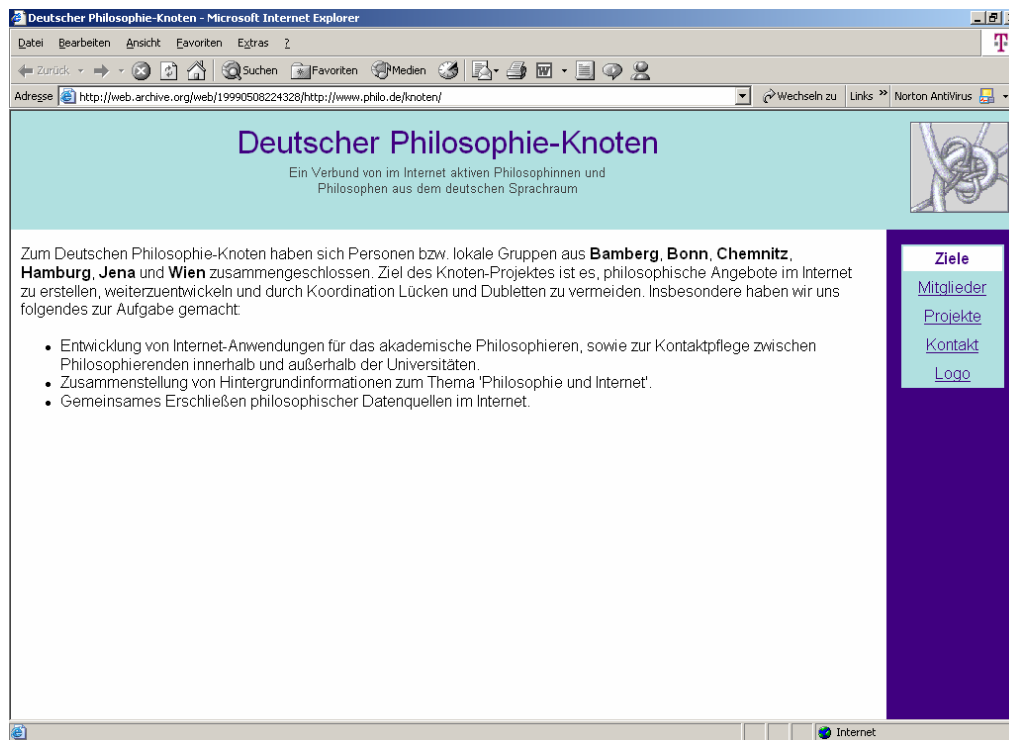 Deutscher Philosophie-Knoten - Microsoft Internet Explorer
Datei Bearbeiten Ansicht Favoriten Extras ?
Zurück Suchen Favoriten Medien
Adresse http://web.archive.org/web/19990508224328/http://www.philo.de/knoten/ Wechseln zu Links » Norton AntiVirus
Deutscher Philosophie-Knoten
Ein Verbund von im Internet aktiven Philosophinnen und
Philosophen aus dem deutschen Sprachraum
Zum Deutschen Philosophie-Knoten haben sich Personen bzw. lokale Gruppen aus Bamberg, Bonn, Chemnitz,
Hamburg, Jena und Wien zusammengeschlossen. Ziel des Knoten-Projektes ist es, philosophische Angebote im Internet
zu erstellen, weiterzuentwickeln und durch Koordination Lücken und Dubletten zu vermeiden. Insbesondere haben wir uns
folgendes zur Aufgabe gemacht:
• Entwicklung von Internet-Anwendungen für das akademische Philosophieren, sowie zur Kontaktpflege zwischen
Philosophierenden innerhalb und außerhalb der Universitäten.
• Zusammenstellung von Hintergrundinformationen zum Thema 'Philosophie und Internet'.
• Gemeinsames Erschließen philosophischer Datenquellen im Internet.
Ziele
Mitglieder
Projekte
Kontakt
Logo
Internet